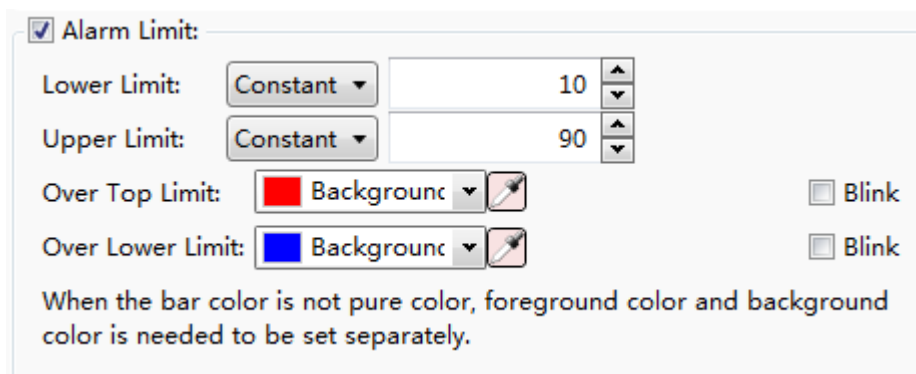 Alarm Limit:
Lower Limit: Constant 10
Upper Limit: Constant 90
Over Top Limit: Backgrounc Blink
Over Lower Limit: Backgrounc Blink
When the bar color is not pure color, foreground color and background
color is needed to be set separately.